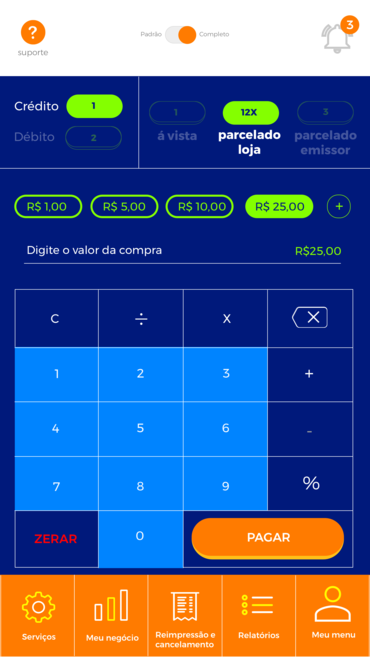 ?
suporte
Padrão Completo
3
Crédito 1
Débito 2
1
á vista
12X
parcelado
loja
3
parcelado
emissor
R$ 1,00 R$ 5,00 R$ 10,00 R$ 25,00 +
Digite o valor da compra R$25,00
C ÷ X X
1 2 3 +
4 5 6 -
7 8 9 %
ZERAR 0 PAGAR
Serviços
Meu negócio
Reimpressão e
cancelamento
Relatórios
Meu menu